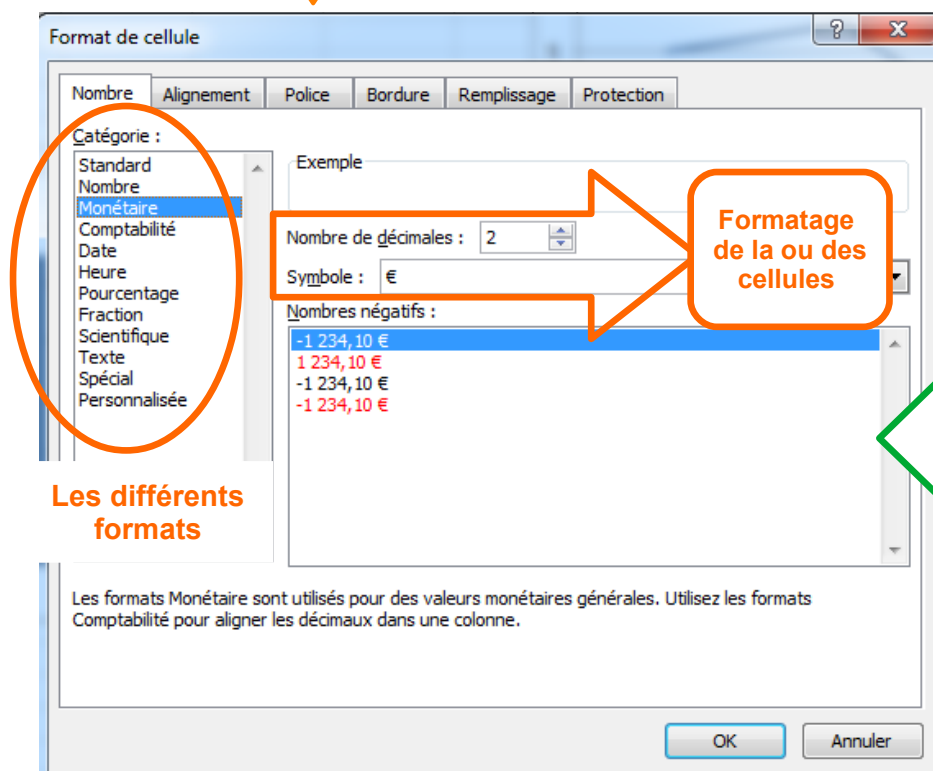 Format de cellule
?
Nombre Alignement Police Bordure Remplissage Protection
Catégorie :
Standard
Nombre
Monétaire
Comptabilité
Date
Heure
Pourcentage
Fraction
Scientifique
Texte
Spécial
Personnalisée
Exemple
Nombre de décimales : 2
Symbole : €
Formatage
de la ou des
cellules
Nombres négatifs :
-1 234,10 €
1 234,10 €
-1 234,10 €
-1 234,10 €
Les différents
formats
Les formats Monétaire sont utilisés pour des valeurs monétaires générales. Utilisez les formats
Comptabilité pour aligner les décimaux dans une colonne.
OK Annuler